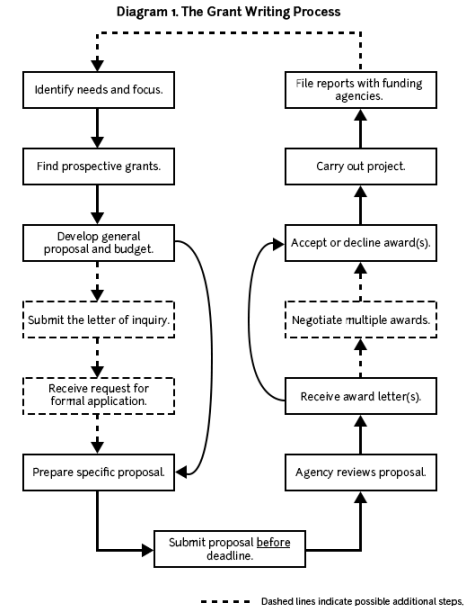 Diagram 1. The Grant Writing Process
Identify needs and focus.
Find prospective grants.
Develop general
proposal and budget.
Submit the letter of inquiry.
Receive request for
formal application.
Prepare specific proposal.
Submit proposal before
deadline.
Agency reviews proposal.
Receive award letter(s).
Negotiate multiple awards.
Accept or decline award(s).
Carry out project.
File reports with funding
agencies.
Dashed lines indicate possible additional steps.